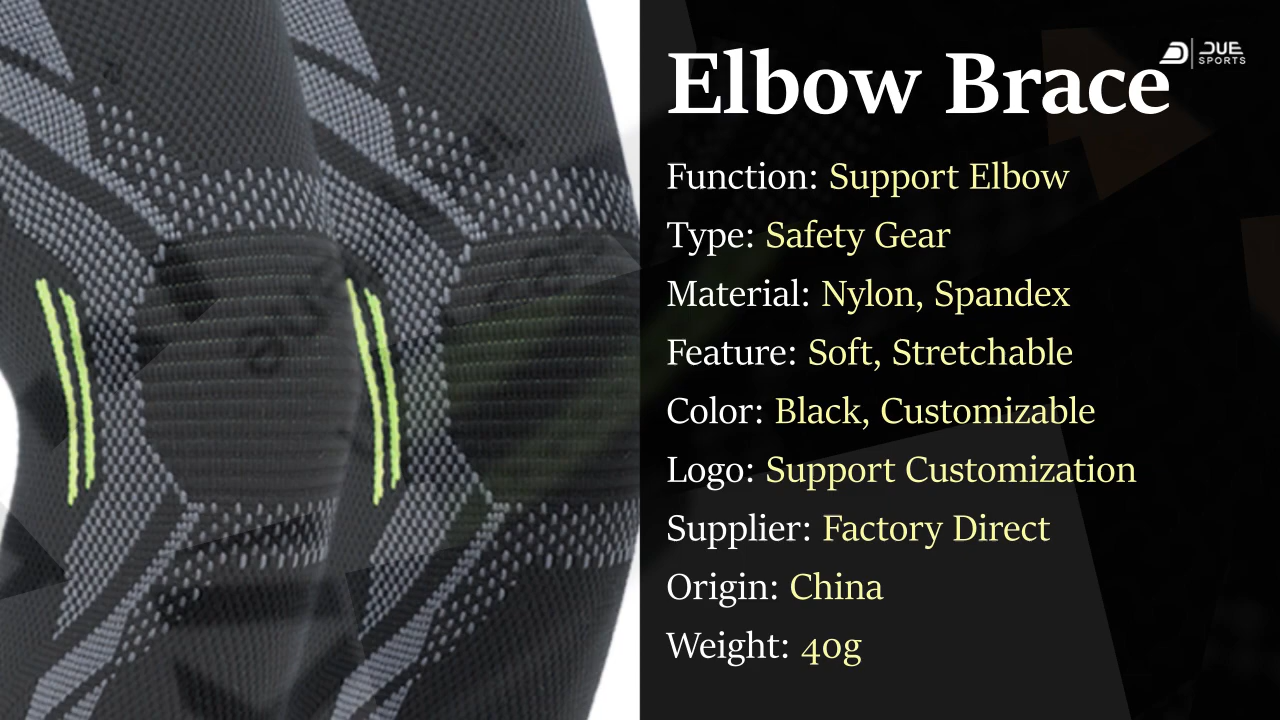 Elbow Brace
DUE
SPORTS
Function: Support Elbow
Type: Safety Gear
Material: Nylon, Spandex
Feature: Soft, Stretchable
Color: Black, Customizable
Logo: Support Customization
Supplier: Factory Direct
Origin: China
Weight: 40g